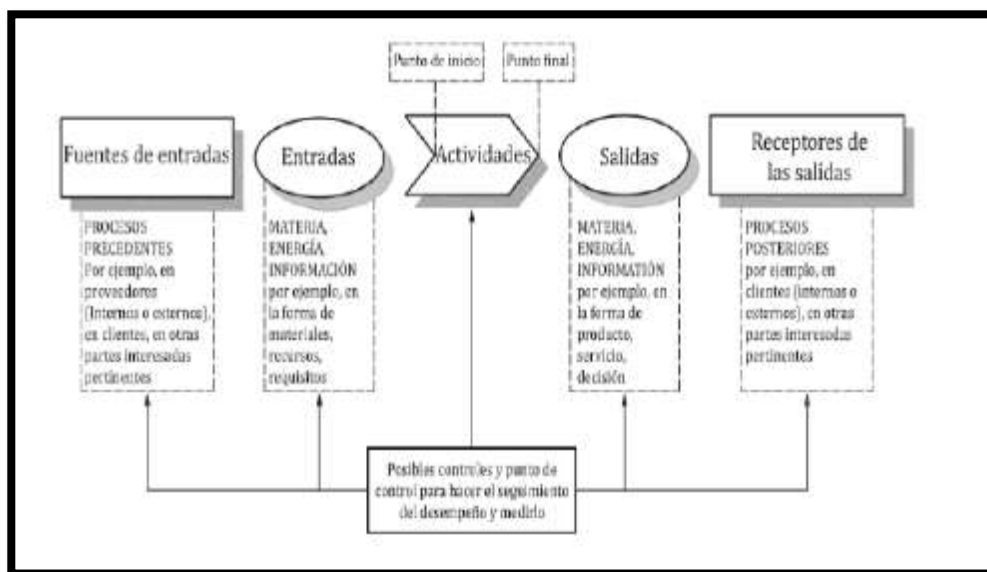 Punto de inicio
Punto final
Fuentes de entradas
Entradas
Actividades
Salidas
Receptores de
las salidas
PROCESOS
PRECEDENTES
Por ejemplo, en
proveedores
(Internos o externos),
en clientes, en otras
partes interesadas
pertinentes
MATERIA,
ENERGÍA,
INFORMACIÓN
por ejemplo, en
la forma de
materiales,
recursos,
requisitos
MATERIA,
ENERGÍA,
INFORMATIÓN
por ejemplo, en
la forma de
producto,
servicio,
decisión
PROCESOS
POSTERIORES
por ejemplo, en
clientes (internos o
externos), en otras
partes interesadas
pertinentes
Posibles controles y punto de
control para hacer el seguimiento
del desempeño y medirlo